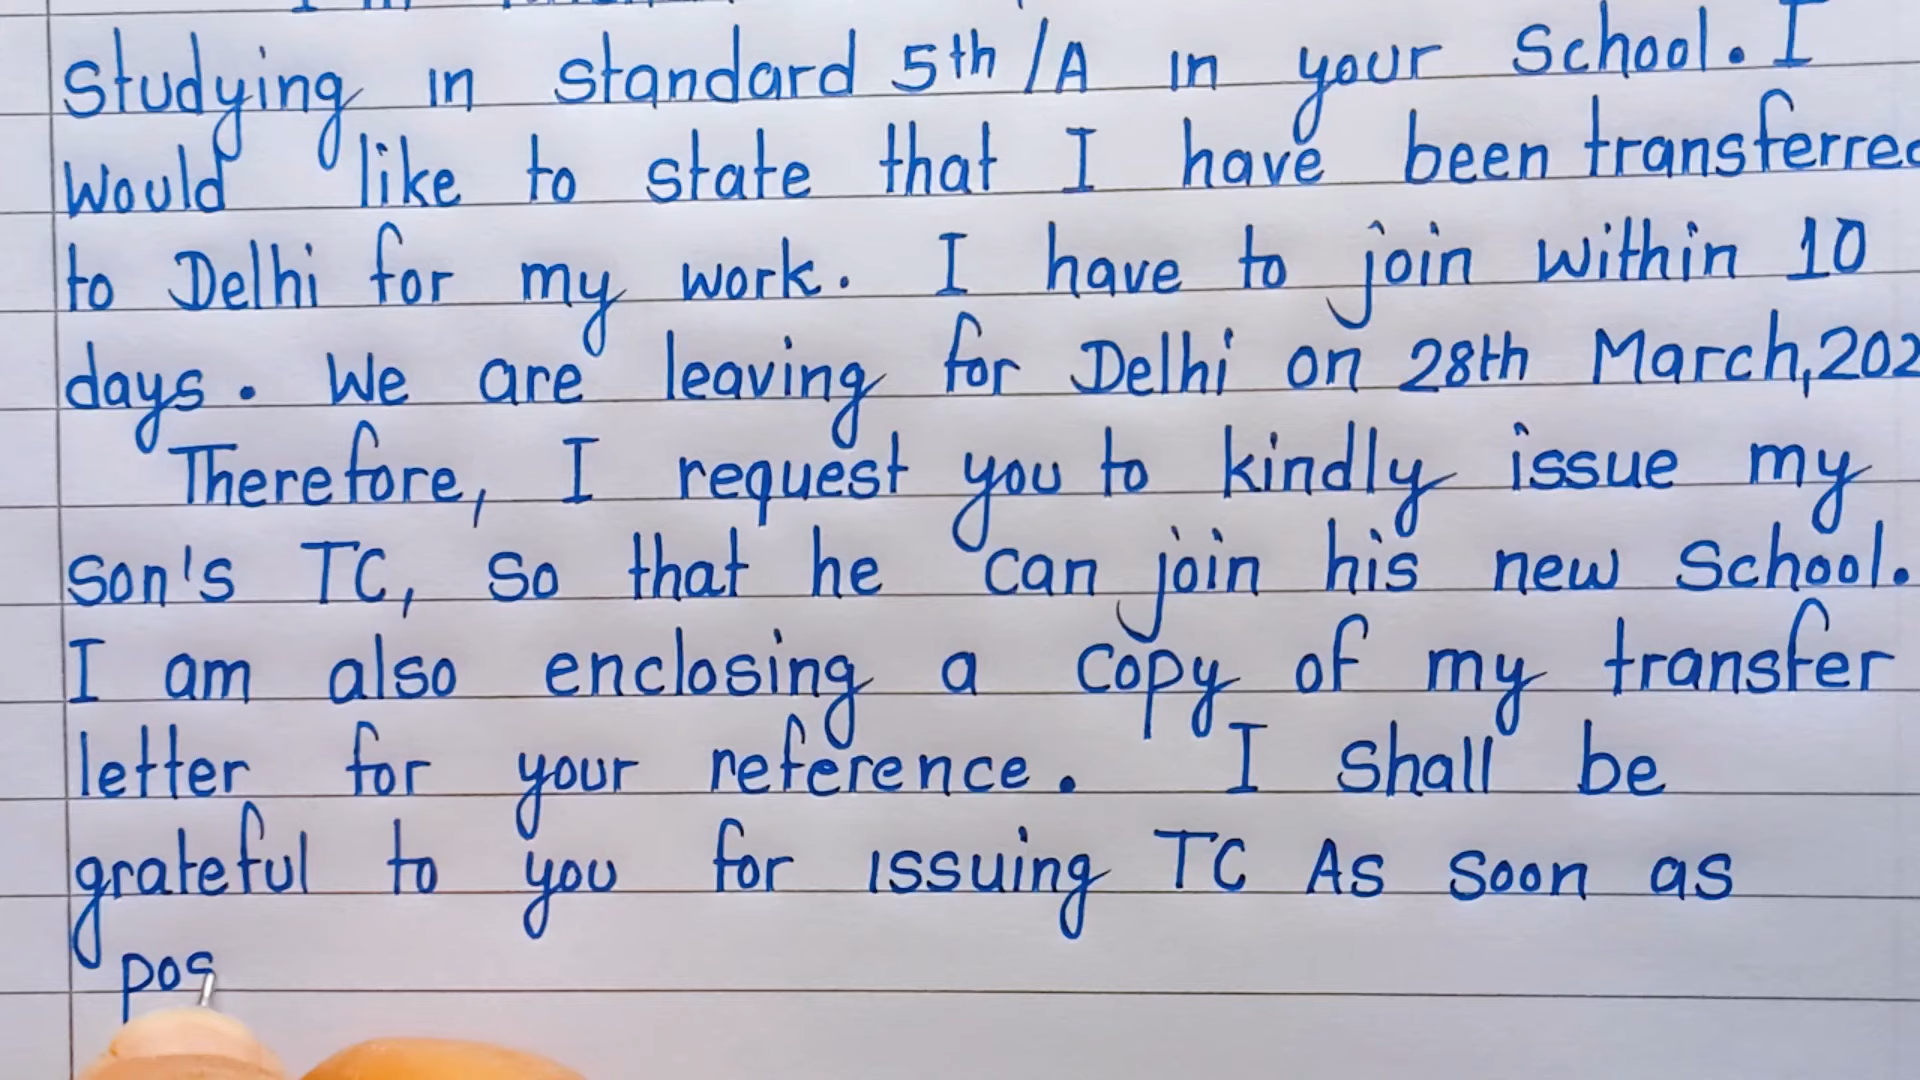 Studying in standard 5th/A in your School. I
Would like to state that I have been transferred
to Delhi for my work. I have to join within 10
days. We are leaving for Delhi on 28th March,202
Therefore, I request you to kindly issue my
son's TC, so that he can join his new School.
I am also enclosing a copy of my transfer
letter for your reference. I shall be
grateful to you for issuing TC As soon as
pos